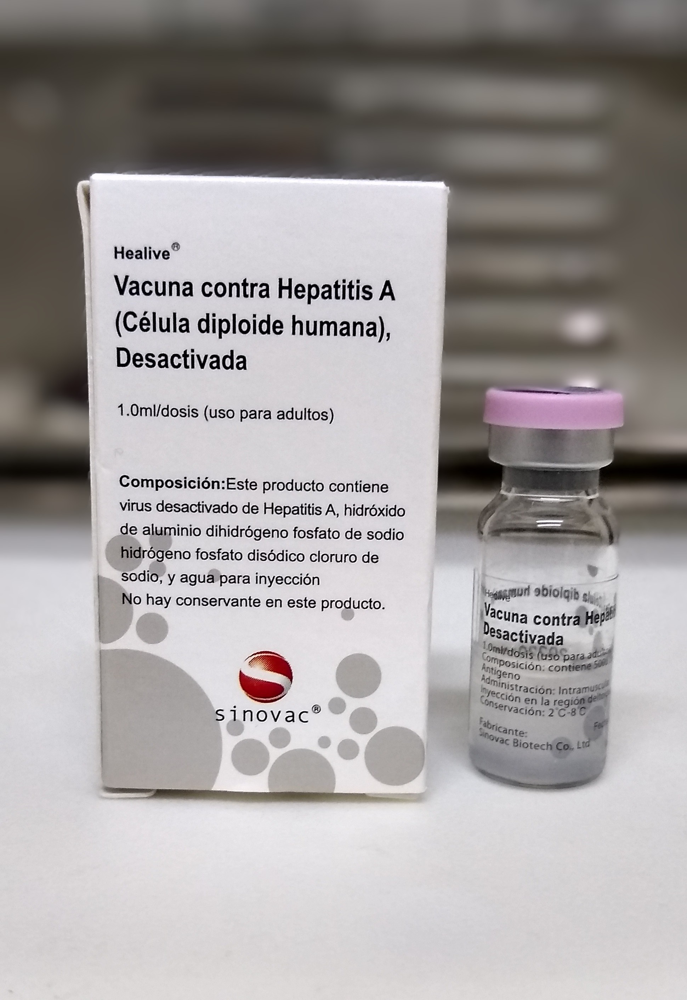 Healive®
Vacuna contra Hepatitis A
(Célula diploide humana),
Desactivada
1.0ml/dosis (uso para adultos)
Composición:Este producto contiene
virus desactivado de Hepatitis A, hidróxido
de aluminio dihidrógeno fosfato de sodio
hidrógeno fosfato disódico cloruro de
sodio, y agua para inyección
No hay conservante en este producto.
sinovac®
Healive
Vacuna contra
Desactivada
1.0ml/dosis (uso para
Composición: contiene
Antígeno
Administración:
Inyección en la región
Conservación: 2°C-8°C
Fabricante:
Sinovac Biotech Co., Ltd